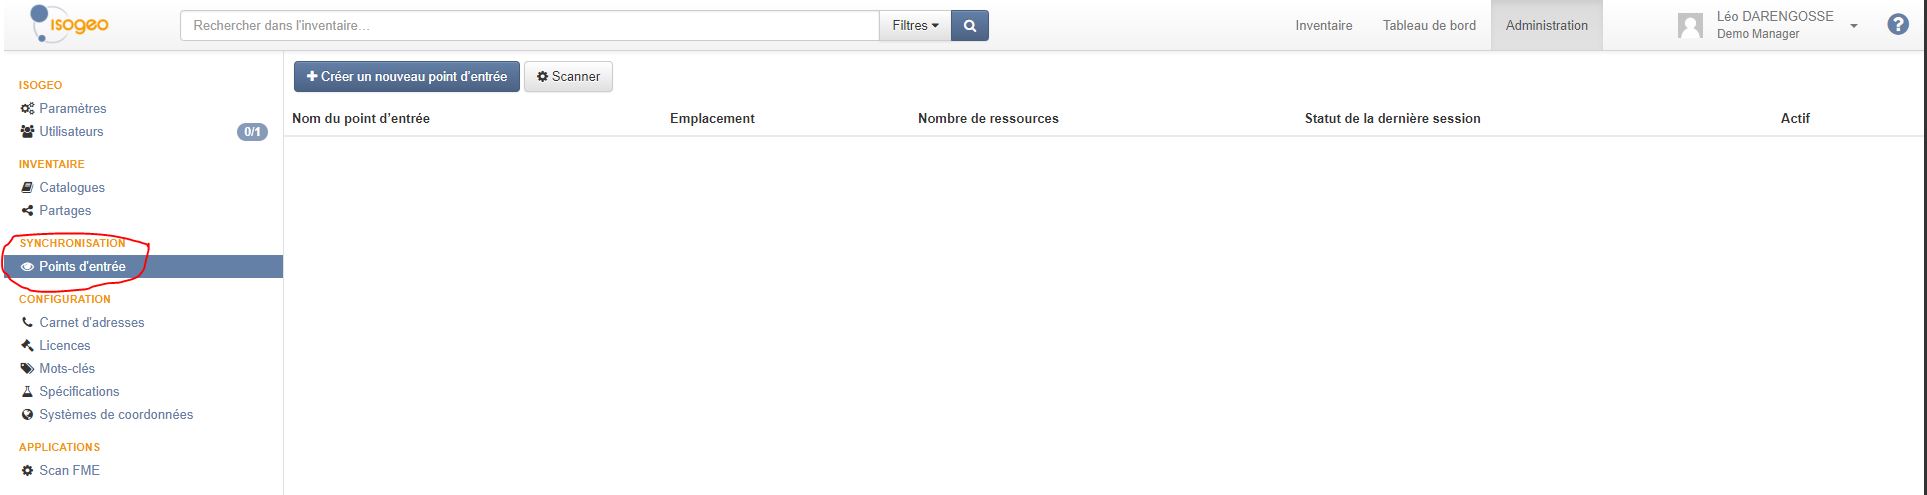 isogeo
Rechercher dans l'inventaire...
Filtres
Inventaire
Tableau de bord
Administration
Léo DARENGOSSE
Demo Manager
?
ISOGEO
Paramètres
Utilisateurs 0/1
INVENTAIRE
Catalogues
Partages
SYNCHRONISATION
Points d'entrée
CONFIGURATION
Carnet d'adresses
Licences
Mots-clés
Spécifications
Systèmes de coordonnées
APPLICATIONS
Scan FME
+ Créer un nouveau point d’entrée
Scanner
Nom du point d’entrée Emplacement Nombre de ressources Statut de la dernière session Actif